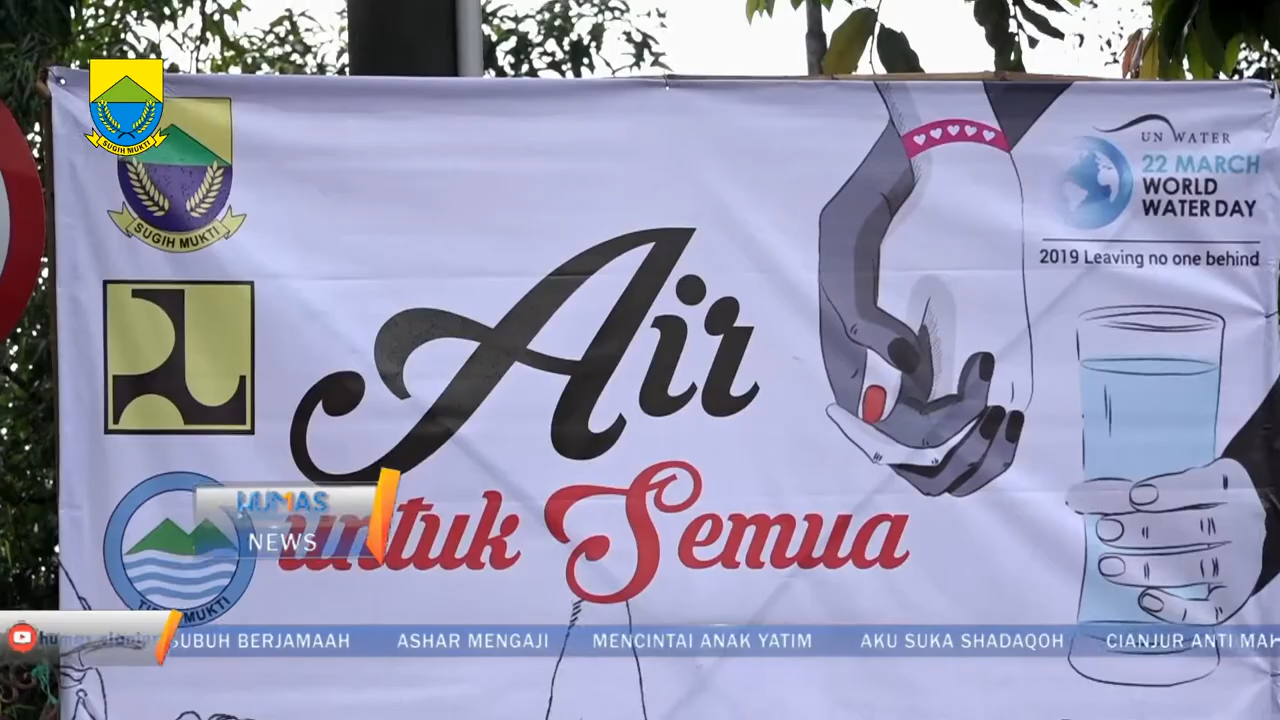 SUGIH MUKTI
SUGIH MUKTI
UN WATER
22 MARCH
WORLD
WATER DAY
2019 Leaving no one behind
Air
untuk Semua
HUMAS
NEWS
MUKTI
SUBUH BERJAMAAH ASHAR MENGAJI MENCINTAI ANAK YATIM AKU SUKA SHADAQOH CIANJUR ANTI